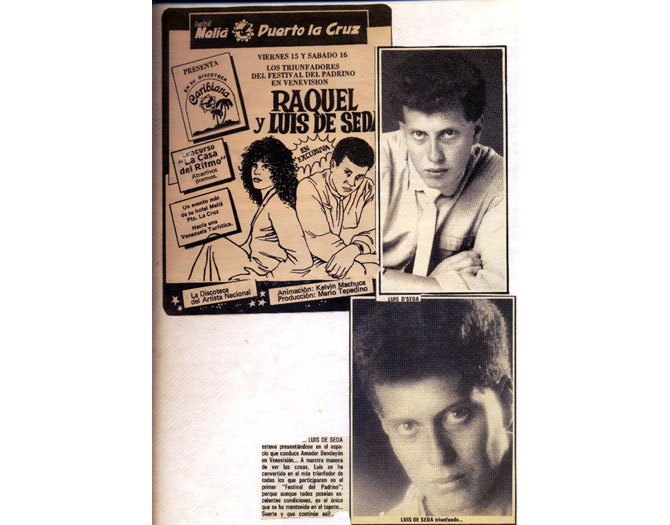 Hotel
Meliá Puerto la Cruz
VIERNES 15 Y SABADO 16
LOS TRIUNFADORES
DEL FESTIVAL DEL PADRINO
EN VENEVISION
RAQUEL
y LUIS DE SEDA
EN
EXCLUSIVA
PRESENTA
EN SU DISCOTECA
Caribiana
Concurso
"La Casa
del Ritmo"
Atractivos
premios.
Un evento más
de su hotel Meliá
Pto. La Cruz
Hacia una
Venezuela Turística.
La Discoteca
del Artista Nacional
Animación: Kelvin Machuca
Producción: Mario Tepedino
LUIS D'SEDA
... LUIS DE SEDA
estuvo presentándose en el espa-
cio que conduce Amador Bendayán
en Venevisión... A nuestra manera
de ver las cosas, Luis se ha
convertido en el más triunfador de
todos los que participaron en el
primer "Festival del Padrino";
porque aunque todos poseían ex-
celentes condiciones, es el único
que se ha mantenido en el tapete...
Suerte y que continúe así!...
LUIS DE SEDA triunfando...